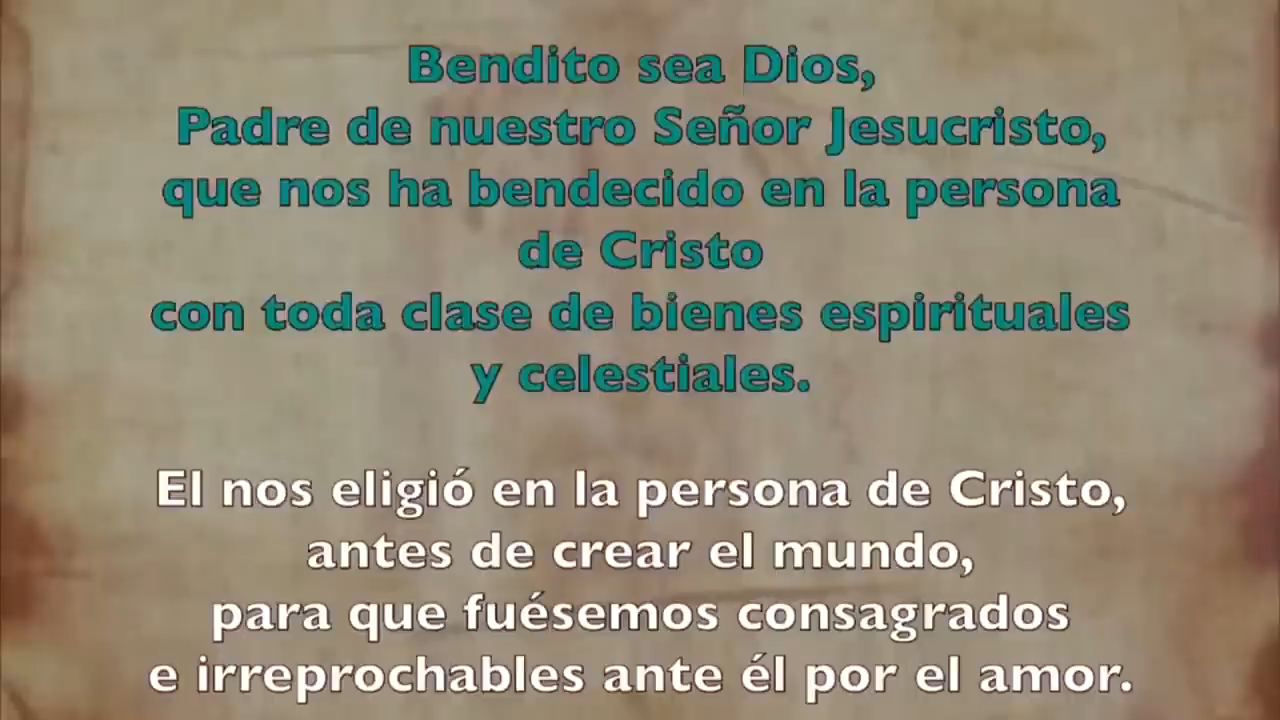 Bendito sea Dios,
Padre de nuestro Señor Jesucristo,
que nos ha bendecido en la persona
de Cristo
con toda clase de bienes espirituales
y celestiales.
El nos eligió en la persona de Cristo,
antes de crear el mundo,
para que fuésemos consagrados
e irreprochables ante él por el amor.